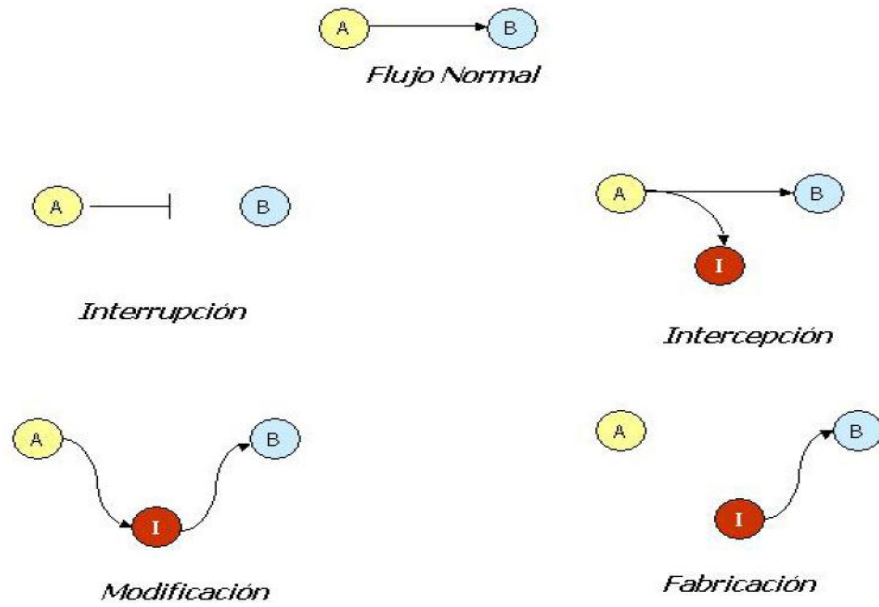 A B
Flujo Normal
A B
Interrupción
A B
I
Intercepción
A B
I
Modificación
A B
I
Fabricación